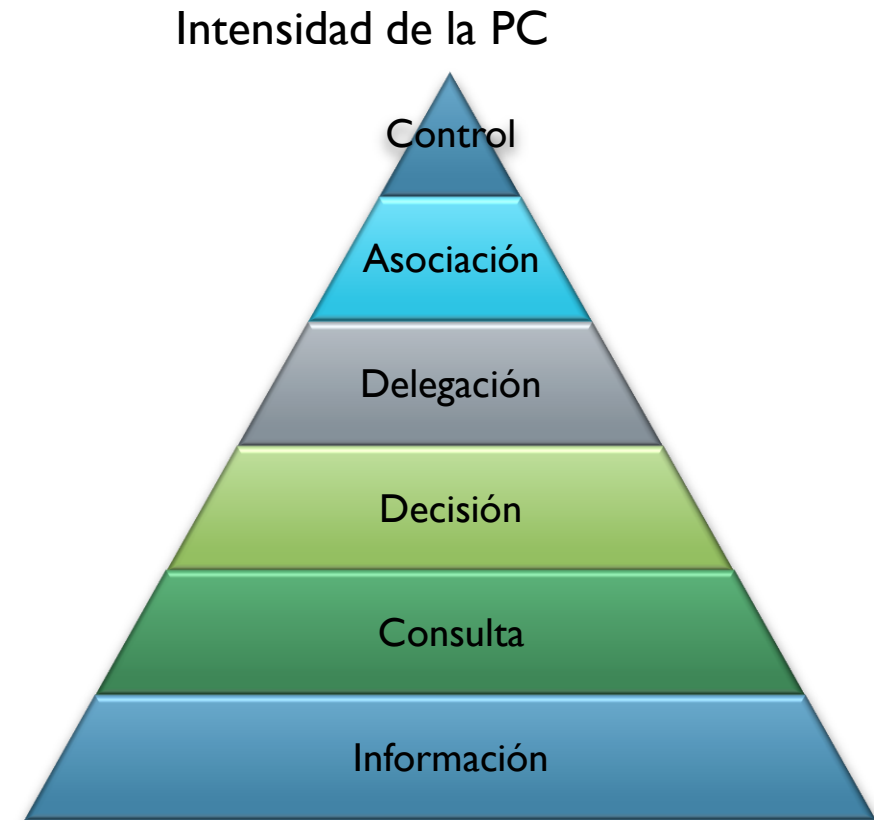 Intensidad de la PC
Control
Asociación
Delegación
Decisión
Consulta
Información